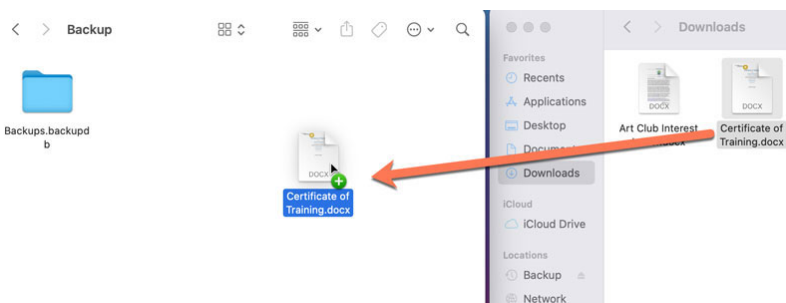 Backup
Downloads
Backups.backupd
b
DOCX
Certificate of
Training.docx
Favorites
Recents
Applications
Desktop
Downloads
iCloud
iCloud Drive
Locations
Backup
Network
DOCX
Art Club Interest
DOCX
Certificate of
Training.docx